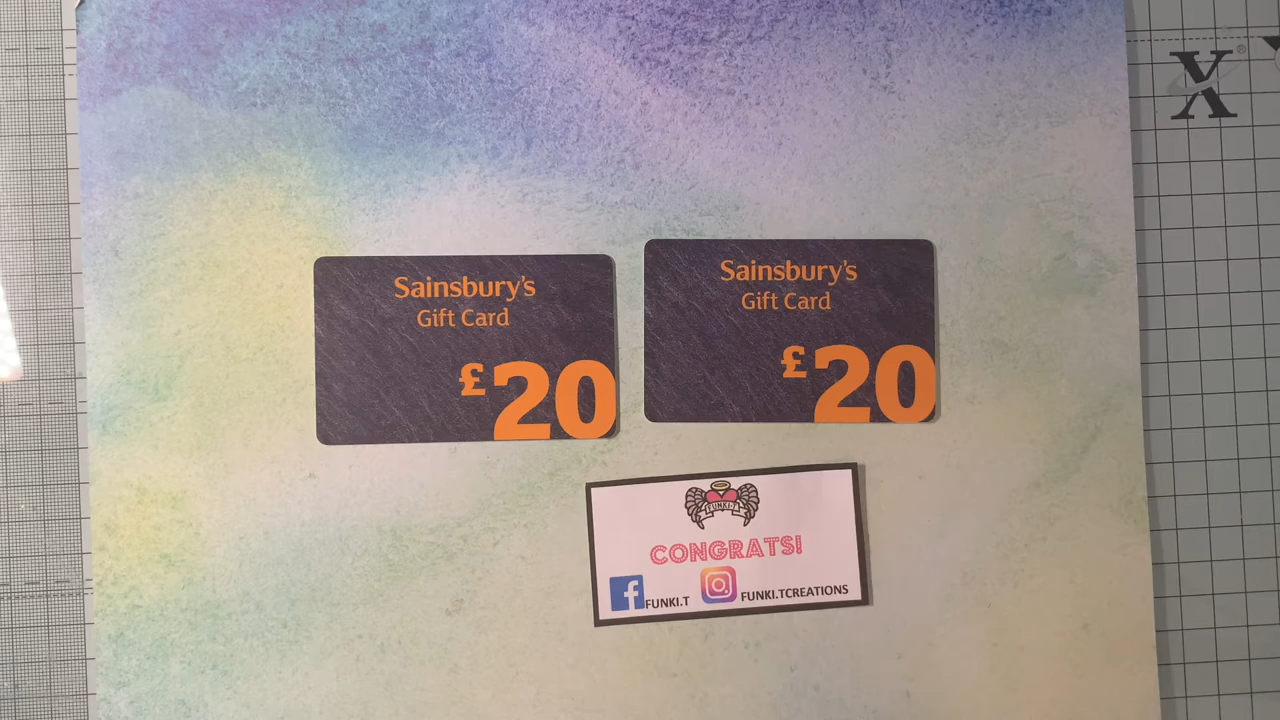 Sainsbury's
Gift Card
£20
Sainsbury's
Gift Card
£20
FUNKI.T
CONGRATS!
FUNKI.T
FUNKI.TCREATIONS
X®